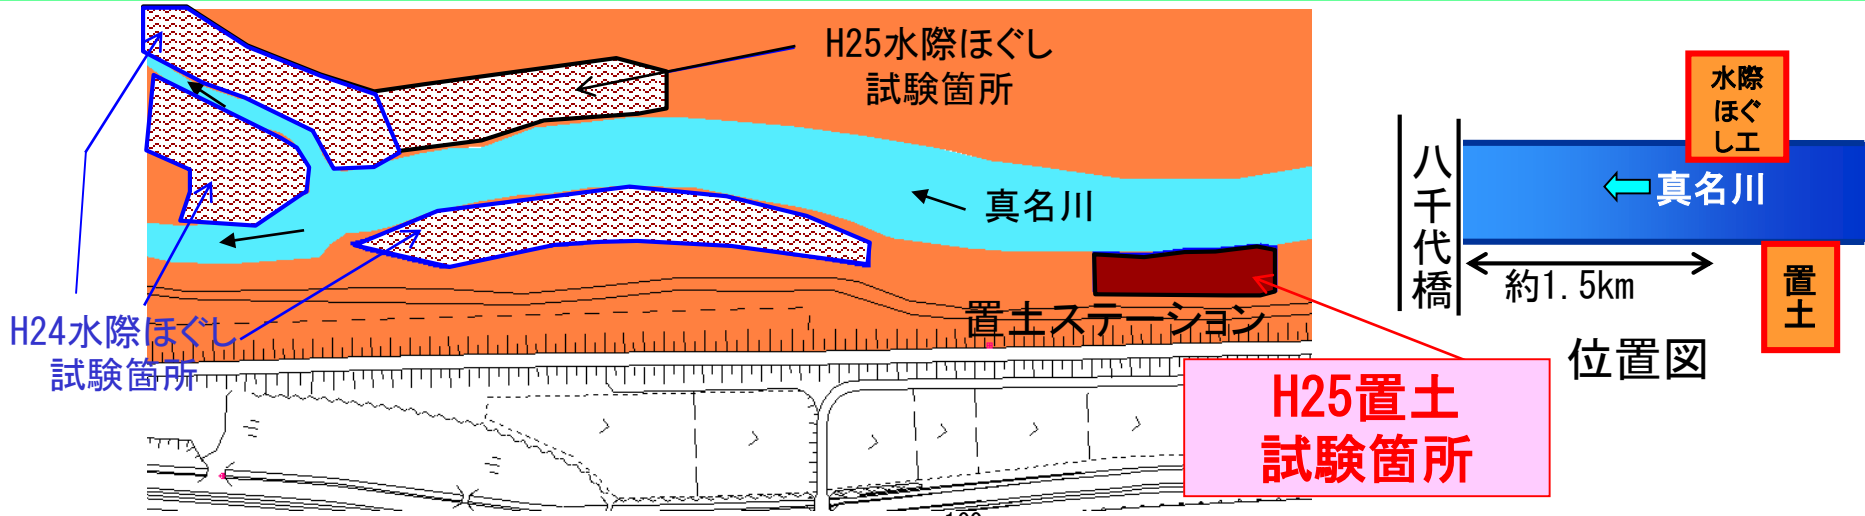 H25水際ほぐし
試験箇所
真名川
置土ステーション
H24水際ほぐし
試験箇所
H25置土
試験箇所
水際
ほぐ
し工
八千代橋
真名川
約1.5km
置土
位置図